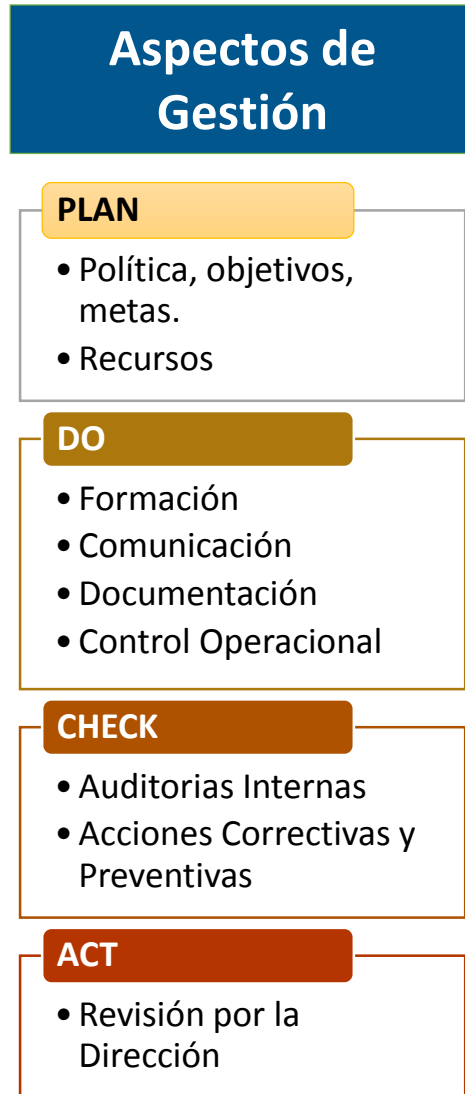 Aspectos de
Gestión
PLAN
• Política, objetivos,
metas.
• Recursos
DO
• Formación
• Comunicación
• Documentación
• Control Operacional
CHECK
• Auditorias Internas
• Acciones Correctivas y
Preventivas
ACT
• Revisión por la
Dirección